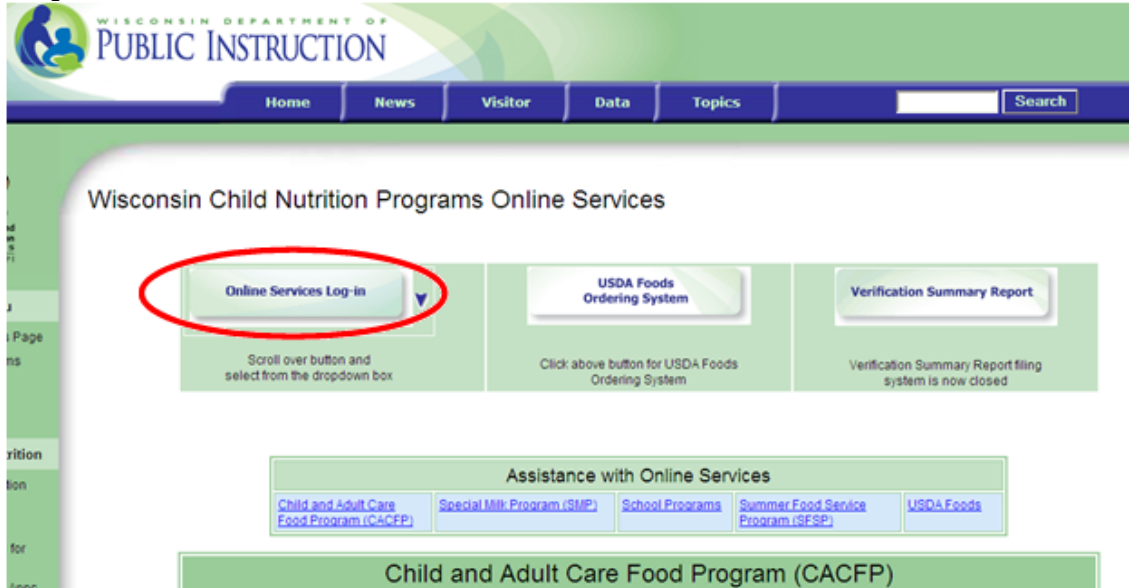 WISCONSIN DEPARTMENT OF
PUBLIC INSTRUCTION
Home News Visitor Data Topics Search
Wisconsin Child Nutrition Programs Online Services
Online Services Log-in
Scroll over button and
select from the dropdown box
USDA Foods
Ordering System
Click above button for USDA Foods
Ordering System
Verification Summary Report
Verification Summary Report filing
system is now closed
Page
Assistance with Online Services
Child and Adult Care
Food Program (CACFP)
Special Milk Program (SMP)
School Programs
Summer Food Service
Program (SFSP)
USDA Foods
for
Child and Adult Care Food Program (CACFP)